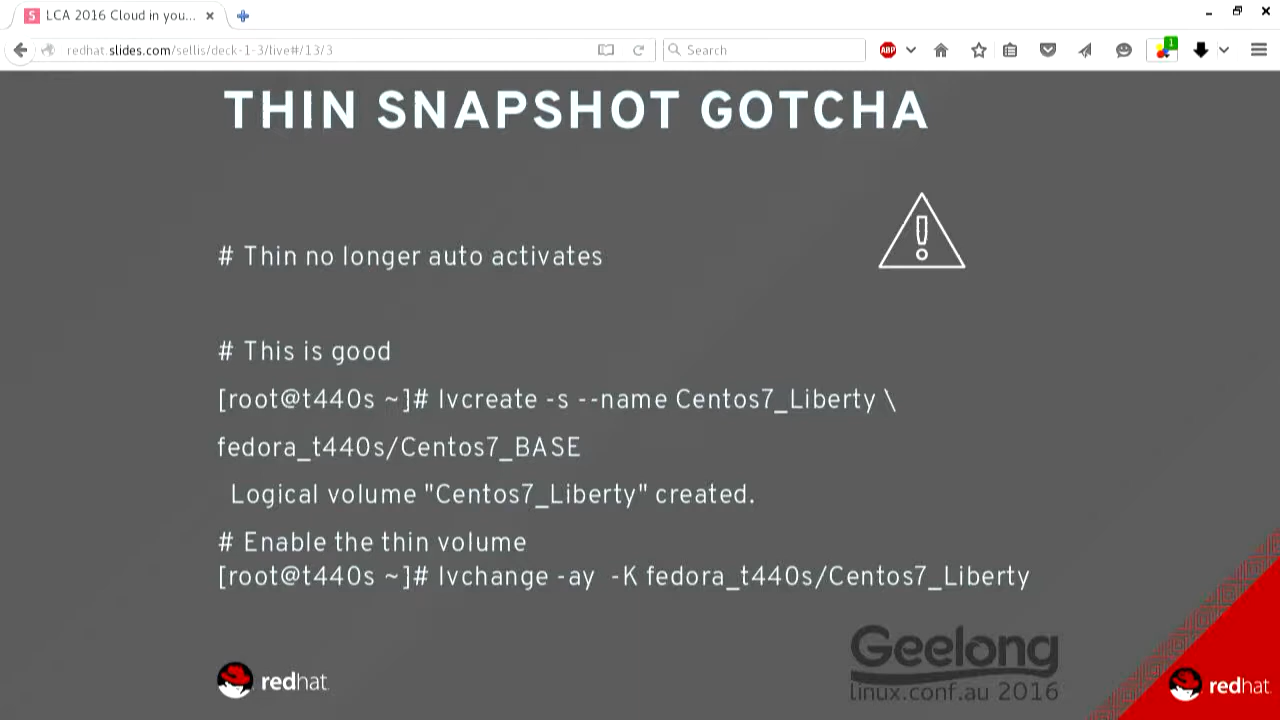 LCA 2016 Cloud in you...
redhat.slides.com/sellis/deck-1-3/live#/13/3
Search
ABP
1
THIN SNAPSHOT GOTCHA
# Thin no longer auto activates
# This is good
[root@t440s ~]# lvcreate -s --name Centos7_Liberty \
fedora_t440s/Centos7_BASE
Logical volume "Centos7_Liberty" created.
# Enable the thin volume
[root@t440s ~]# lvchange -ay  -K fedora_t440s/Centos7_Liberty
Geelong
linux.conf.au 2016
redhat.
redhat.